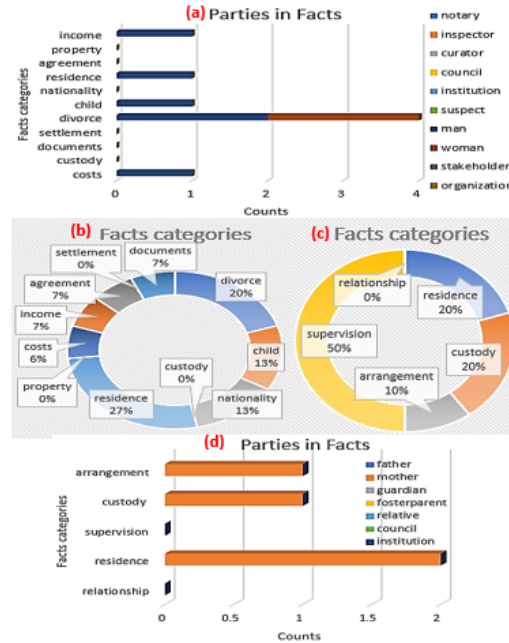 (a)
Parties in Facts
income
property
agreement
residence
nationality
child
divorce
settlement
documents
custody
costs
Facts categories
0 1 2 3 4
Counts
notary
inspector
curator
council
institution
suspect
man
woman
stakeholder
organization
(b)
Facts categories
settlement
0%
documents
7%
agreement
7%
divorce
20%
income
7%
costs
6%
child
13%
property
0%
custody
0%
nationality
13%
residence
27%
(c)
Facts categories
relationship
0%
residence
20%
supervision
50%
custody
20%
arrangement
10%
(d)
Parties in Facts
arrangement
custody
supervision
residence
relationship
Facts categories
0 0.5 1 1.5 2
Counts
father
mother
guardian
fosterparent
relative
council
institution